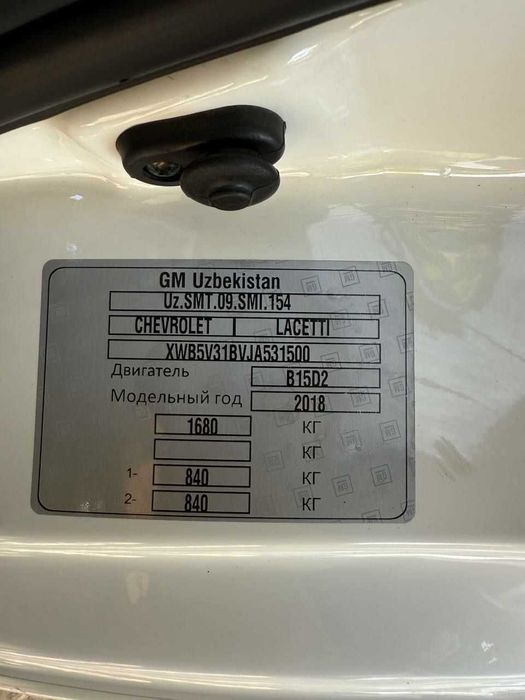 GM Uzbekistan
Uz.SMT.09.SMI.154
CHEVROLET LACETTI
XWB5V31BVJA531500
Двигатель B15D2
Модельный год 2018
1680 КГ
КГ
1- 840 КГ
2- 840 КГ